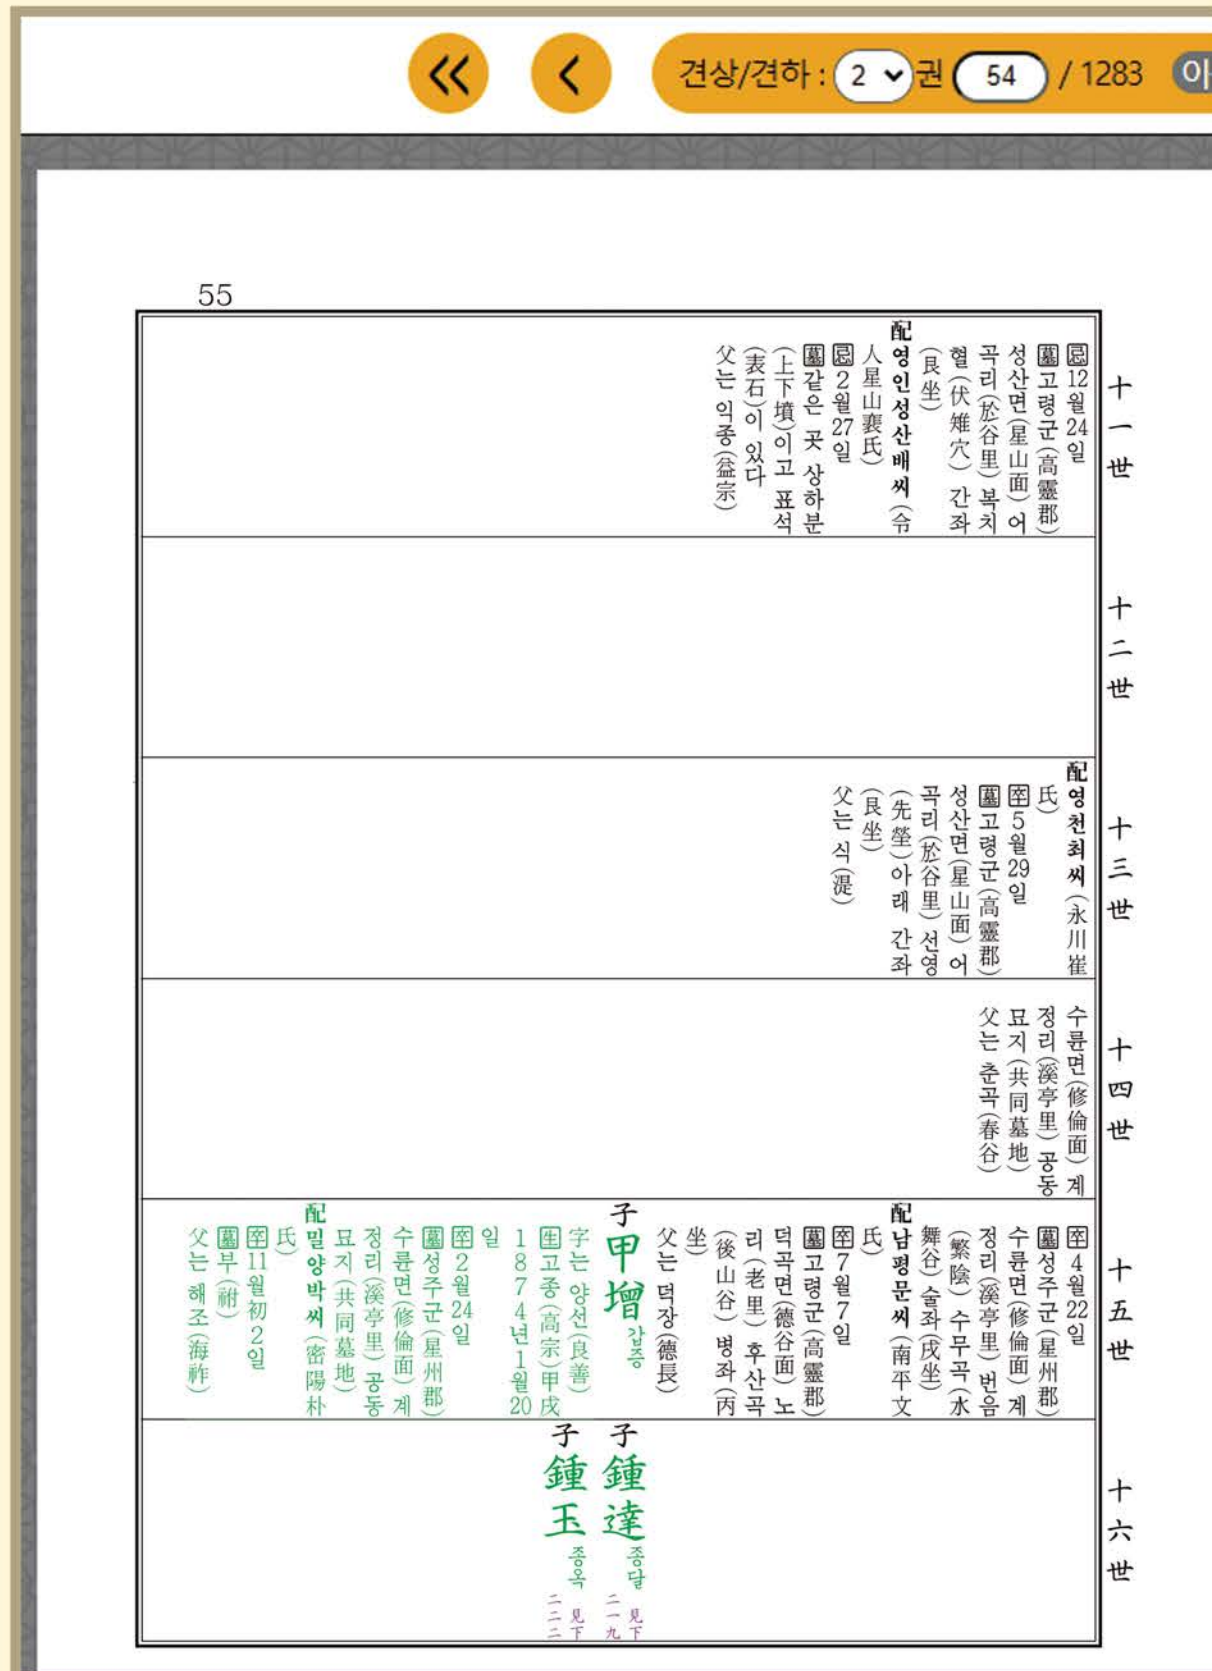 견상/견하 : 2 권 54 / 1283
55
十一世
忌12월24일
墓고령군(高靈郡)
성산면(星山面) 어
곡리(於谷里) 복치
혈(伏雉穴) 간좌
(艮坐)
配영인성산배씨(令
人星山裵氏)
忌2월27일
墓같은 곳 상하분
(上下墳)이고 표석
(表石)이 있다
父는 익종(益宗)
十二世
十三世
配영천최씨(永川崔
氏)
卒5월29일
墓고령군(高靈郡)
성산면(星山面) 어
곡리(於谷里) 선영
(先塋)아래 간좌
(艮坐)
父는 식(湜)
十四世
수륜면(修倫面) 계
정리(溪亭里) 공동
묘지(共同墓地)
父는 춘곡(春谷)
十五世
卒4월22일
墓성주군(星州郡)
수륜면(修倫面) 계
정리(溪亭里) 번음
(繁陰) 수무곡(水
舞谷) 술좌(戌坐)
配남평문씨(南平文
氏)
卒7월7일
墓고령군(高靈郡)
덕곡면(德谷面) 노
리(老里) 후산곡
(後山谷) 병좌(丙
坐)
父는 덕장(德長)
子甲增 갑증
字는 양선(良善)
生고종(高宗)甲戌
1874년1월20
일
卒2월24일
墓성주군(星州郡)
수륜면(修倫面) 계
정리(溪亭里) 공동
묘지(共同墓地)
配밀양박씨(密陽朴
氏)
卒11월初2일
墓부(祔)
父는 해조(海祚)
十六世
子鍾達 종달 見下 二一九
子鍾玉 종옥 見下 二二二